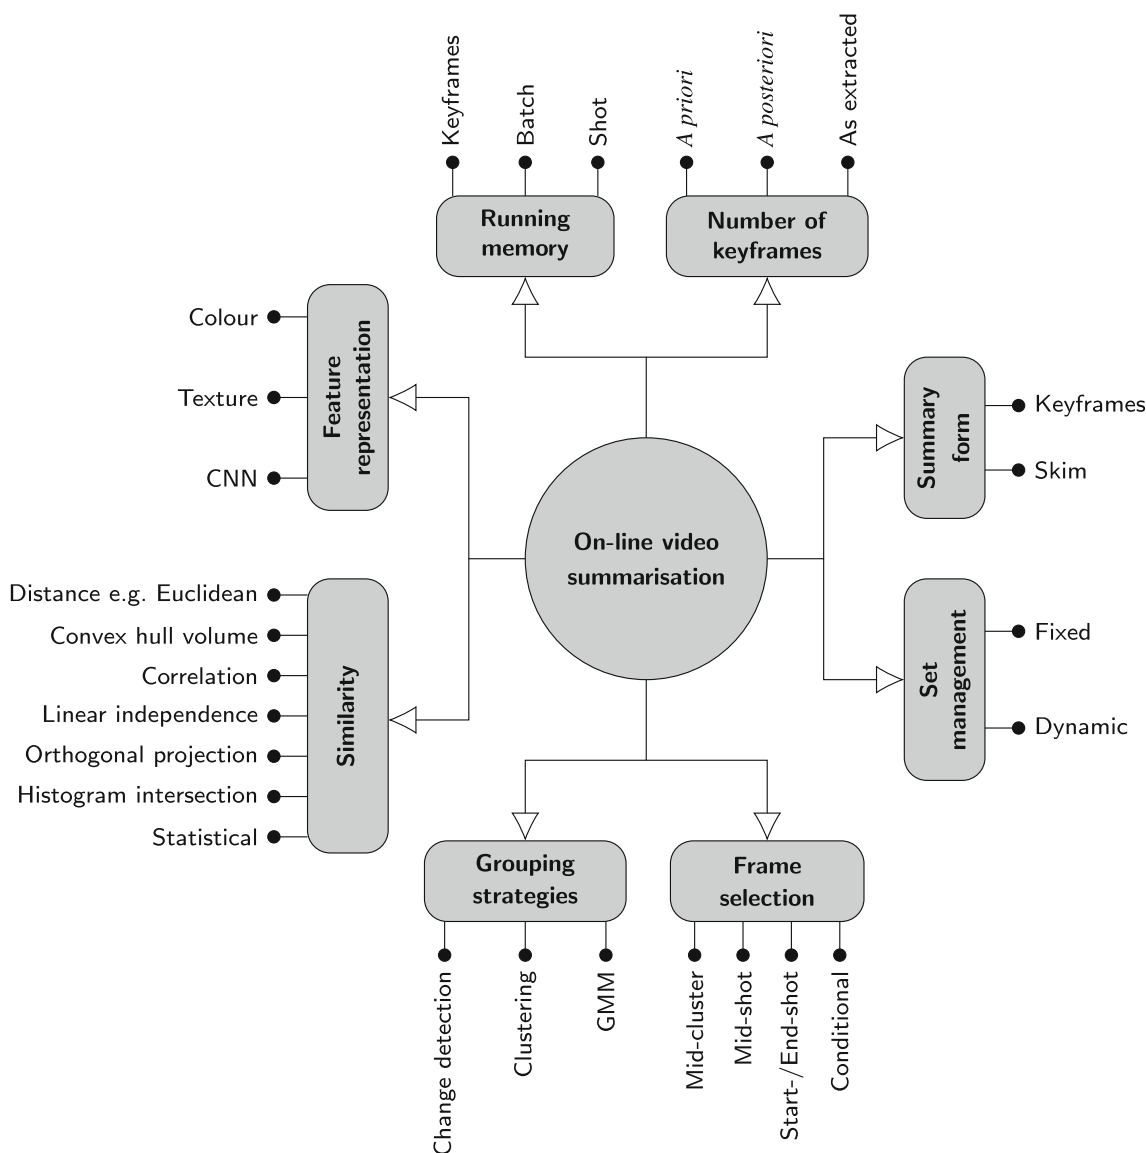 Keyframes
Batch
Shot
A priori
A posteriori
As extracted
Running
memory
Number of
keyframes
Colour
Texture
CNN
Feature
representation
Summary
form
Keyframes
Skim
On-line video
summarisation
Distance e.g. Euclidean
Convex hull volume
Correlation
Linear independence
Orthogonal projection
Histogram intersection
Statistical
Similarity
Set
management
Fixed
Dynamic
Grouping
strategies
Frame
selection
Change detection
Clustering
GMM
Mid-cluster
Mid-shot
Start-/End-shot
Conditional